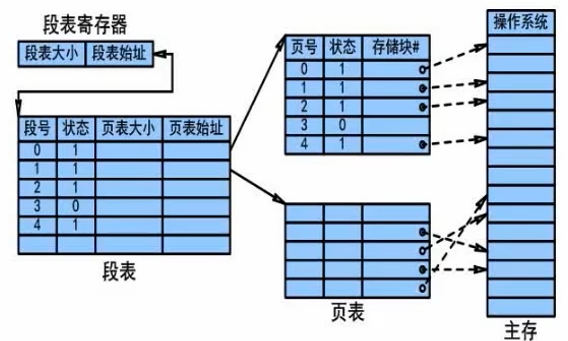 段表寄存器
段表大小 段表始址
段号 状态 页表大小 页表始址
0 1
1 1
2 1
3 0
4 1
段表
页号 状态 存储块#
0 1
1 1
2 1
3 0
4 1
页表
操作系统
主存